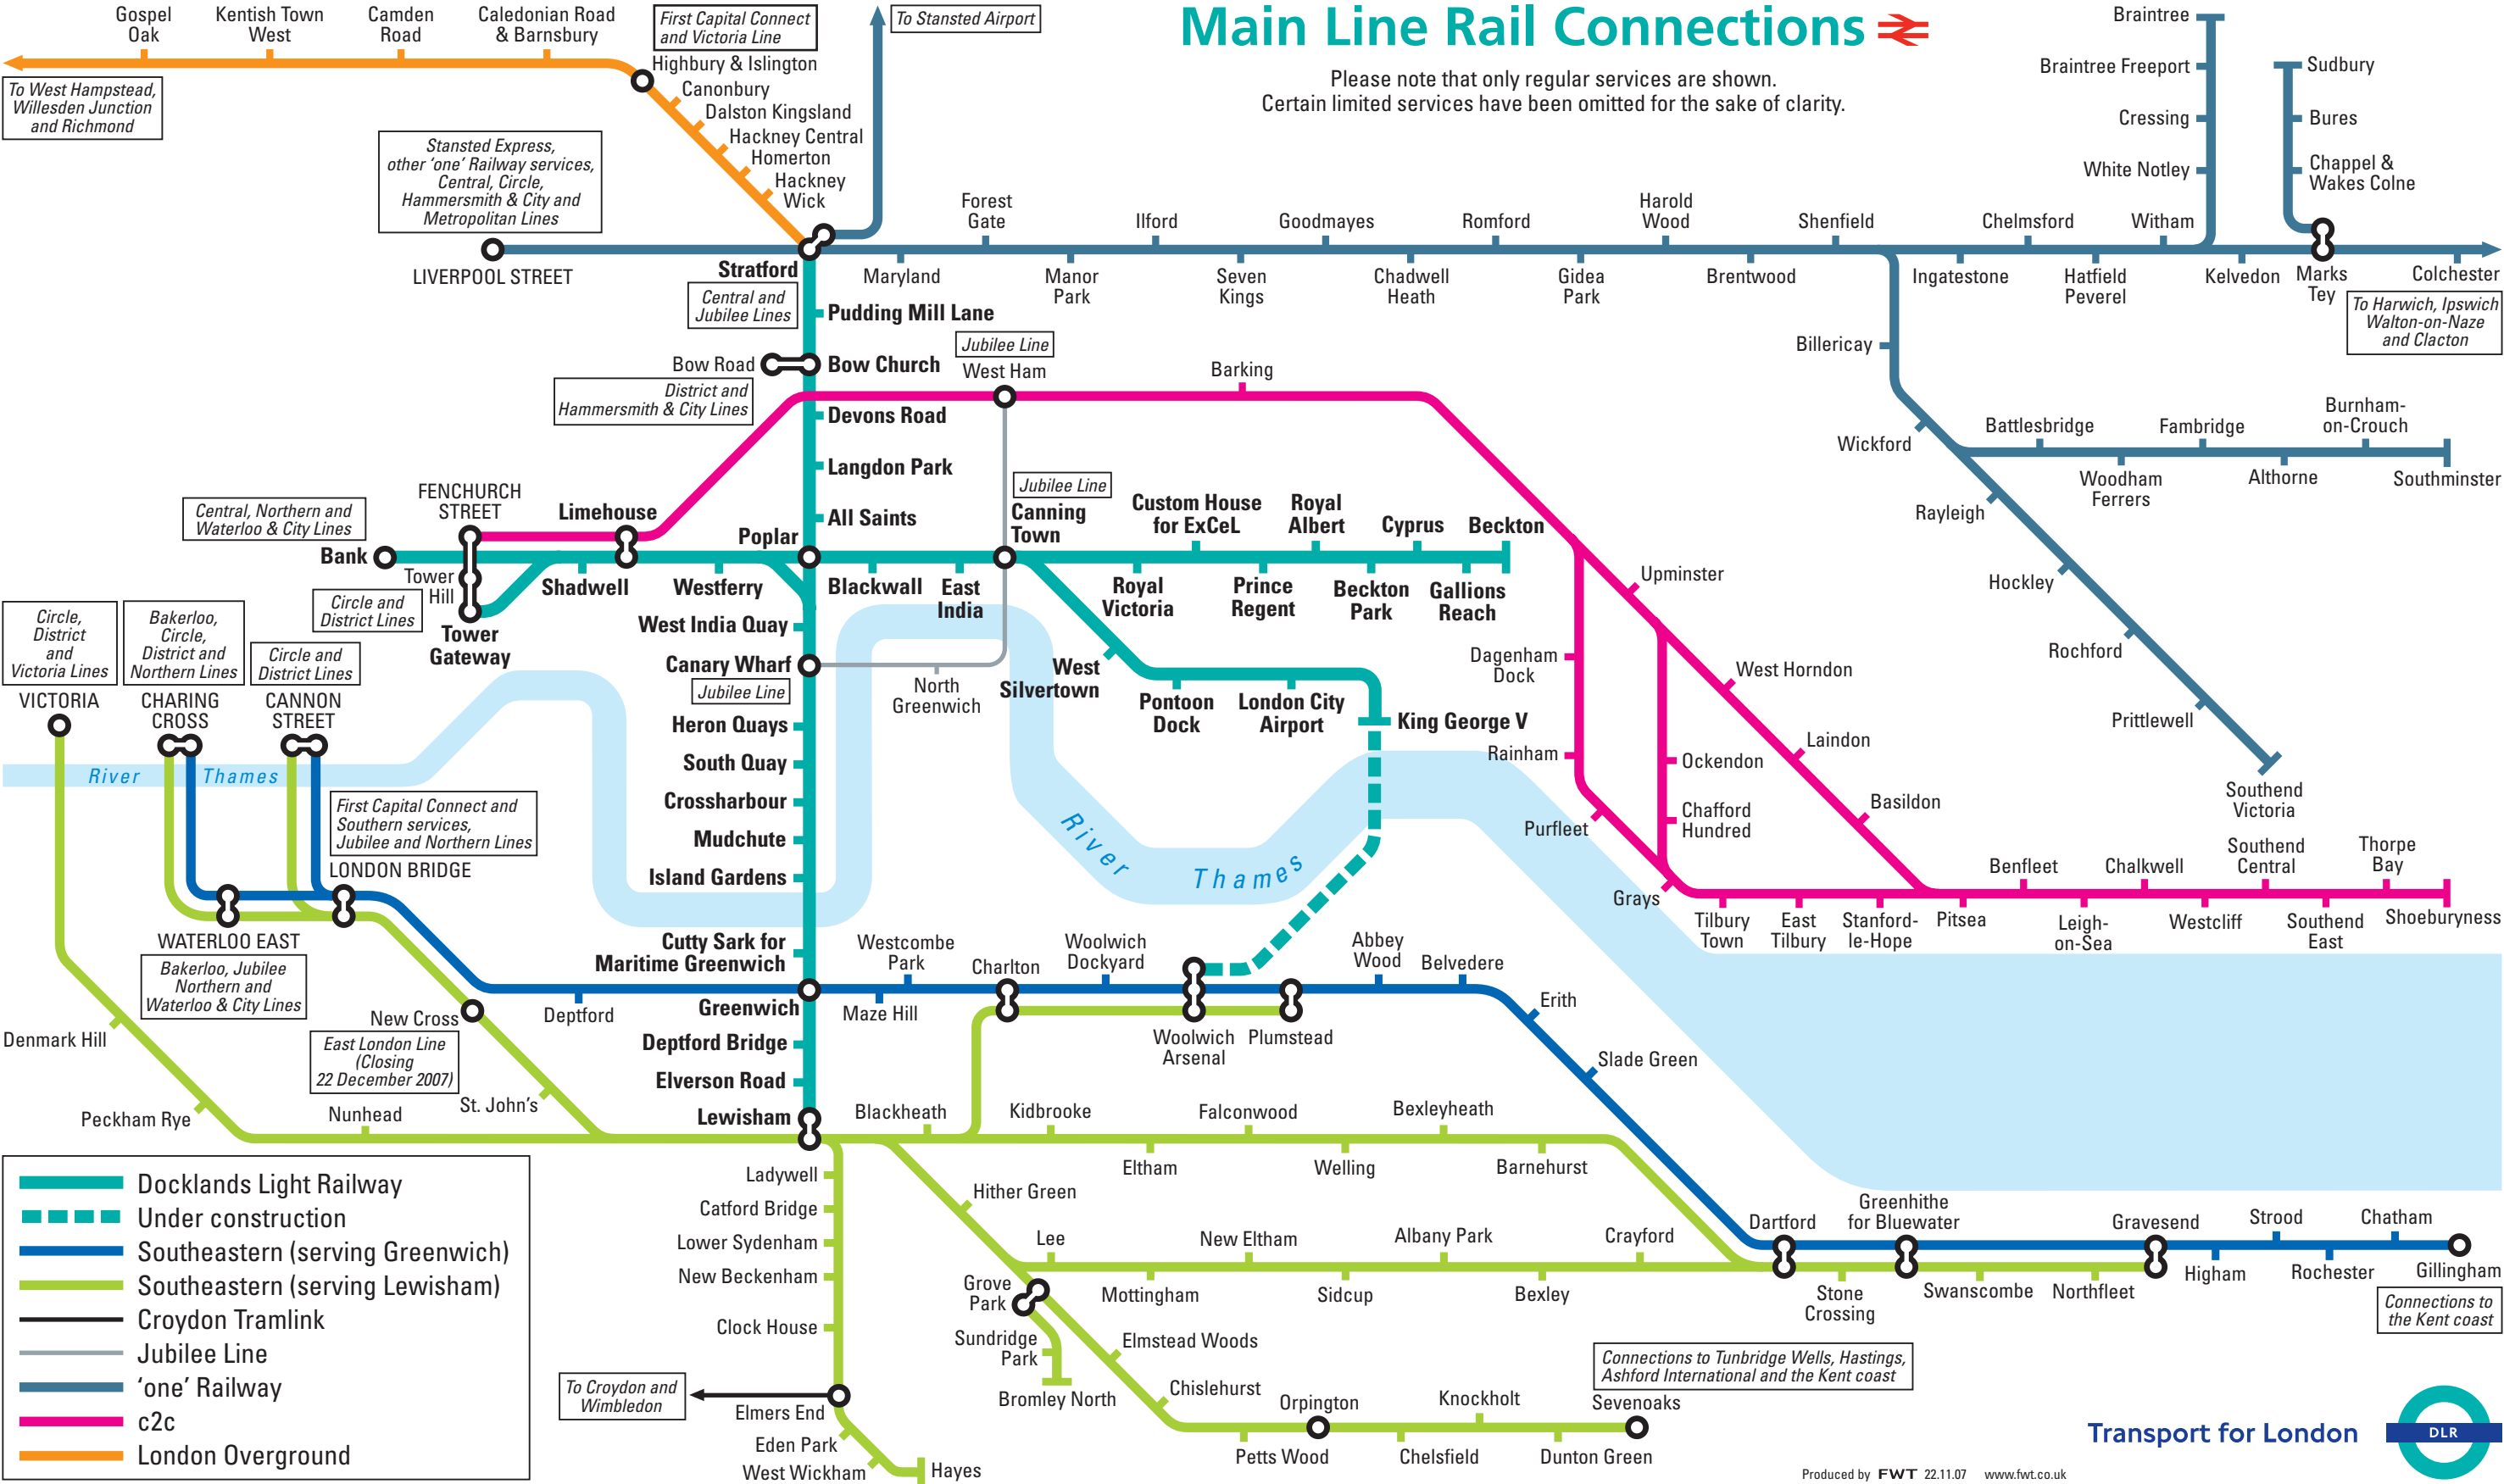 Main Line Rail Connections
Please note that only regular services are shown.
Certain limited services have been omitted for the sake of clarity.
Gospel
Oak
Kentish Town
West
Camden
Road
Caledonian Road
& Barnsbury
First Capital Connect
and Victoria Line
Highbury & Islington
To Stansted Airport
To West Hampstead,
Willesden Junction
and Richmond
Canonbury
Dalston Kingsland
Hackney Central
Homerton
Hackney
Wick
Stansted Express,
other ‘one’ Railway services,
Central, Circle,
Hammersmith & City and
Metropolitan Lines
LIVERPOOL STREET
Stratford
Central and
Jubilee Lines
Maryland
Forest
Gate
Manor
Park
Ilford
Seven
Kings
Goodmayes
Chadwell
Heath
Romford
Gidea
Park
Harold
Wood
Brentwood
Shenfield
Ingatestone
Chelmsford
Hatfield
Peverel
Witham
Kelvedon
Marks
Tey
Colchester
To Harwich, Ipswich
Walton-on-Naze
and Clacton
Braintree
Braintree Freeport
Cressing
White Notley
Sudbury
Bures
Chappel &
Wakes Colne
Billericay
Wickford
Battlesbridge
Woodham
Ferrers
Fambridge
Althorne
Burnham-
on-Crouch
Southminster
Rayleigh
Hockley
Rochford
Prittlewell
Southend
Victoria
Pudding Mill Lane
Bow Road
Bow Church
District and
Hammersmith & City Lines
Devons Road
Langdon Park
All Saints
Poplar
Jubilee Line
West Ham
Barking
FENCHURCH
STREET
Limehouse
Central, Northern and
Waterloo & City Lines
Bank
Tower
Hill
Circle and
District Lines
Tower
Gateway
Shadwell
Westferry
Blackwall
East
India
Jubilee Line
Canning
Town
Royal
Victoria
Custom House
for ExCeL
Prince
Regent
Royal
Albert
Beckton
Park
Cyprus
Gallions
Reach
Beckton
West India Quay
Canary Wharf
Jubilee Line
North
Greenwich
West
Silvertown
Pontoon
Dock
London City
Airport
King George V
Heron Quays
South Quay
Crossharbour
Mudchute
Island Gardens
Cutty Sark for
Maritime Greenwich
Greenwich
Deptford Bridge
Elverson Road
Lewisham
Upminster
West Horndon
Laindon
Basildon
Dagenham
Dock
Rainham
Purfleet
Ockendon
Chafford
Hundred
Grays
Tilbury
Town
East
Tilbury
Stanford-
le-Hope
Pitsea
Benfleet
Leigh-
on-Sea
Chalkwell
Westcliff
Southend
Central
Southend
East
Thorpe
Bay
Shoeburyness
Circle,
District
and
Victoria Lines
VICTORIA
Bakerloo,
Circle,
District and
Northern Lines
CHARING
CROSS
Circle and
District Lines
CANNON
STREET
River Thames
River Thames
First Capital Connect and
Southern services,
Jubilee and Northern Lines
LONDON BRIDGE
WATERLOO EAST
Bakerloo, Jubilee
Northern and
Waterloo & City Lines
New Cross
East London Line
(Closing
22 December 2007)
St. John’s
Denmark Hill
Peckham Rye
Nunhead
Deptford
Maze Hill
Westcombe
Park
Charlton
Woolwich
Dockyard
Woolwich
Arsenal
Plumstead
Abbey
Wood
Belvedere
Erith
Slade Green
Blackheath
Kidbrooke
Eltham
Falconwood
Welling
Bexleyheath
Barnehurst
Ladywell
Catford Bridge
Lower Sydenham
New Beckenham
Clock House
Elmers End
To Croydon and
Wimbledon
Eden Park
West Wickham
Hayes
Hither Green
Lee
Mottingham
New Eltham
Sidcup
Albany Park
Bexley
Crayford
Dartford
Stone
Crossing
Greenhithe
for Bluewater
Swanscombe
Northfleet
Gravesend
Higham
Strood
Rochester
Chatham
Gillingham
Connections to
the Kent coast
Grove
Park
Sundridge
Park
Bromley North
Elmstead Woods
Chislehurst
Petts Wood
Orpington
Chelsfield
Knockholt
Dunton Green
Sevenoaks
Connections to Tunbridge Wells, Hastings,
Ashford International and the Kent coast
Docklands Light Railway
Under construction
Southeastern (serving Greenwich)
Southeastern (serving Lewisham)
Croydon Tramlink
Jubilee Line
‘one’ Railway
c2c
London Overground
Transport for London
DLR
Produced by FWT 22.11.07 www.fwt.co.uk